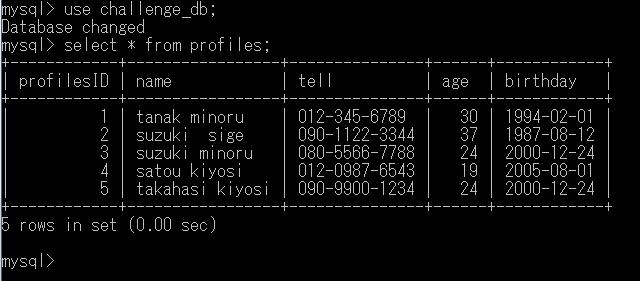 mysql> use challenge_db;
Database changed
mysql> select * from profiles;
+------------+-----------------+---------------+------+------------+
| profilesID | name            | tell          | age  | birthday   |
+------------+-----------------+---------------+------+------------+
|          1 | tanak minoru    | 012-345-6789  |   30 | 1994-02-01 |
|          2 | suzuki  sige    | 090-1122-3344 |   37 | 1987-08-12 |
|          3 | suzuki minoru   | 080-5566-7788 |   24 | 2000-12-24 |
|          4 | satou kiyosi    | 012-0987-6543 |   19 | 2005-08-01 |
|          5 | takahasi kiyosi | 090-9900-1234 |   24 | 2000-12-24 |
+------------+-----------------+---------------+------+------------+
5 rows in set (0.00 sec)
mysql>